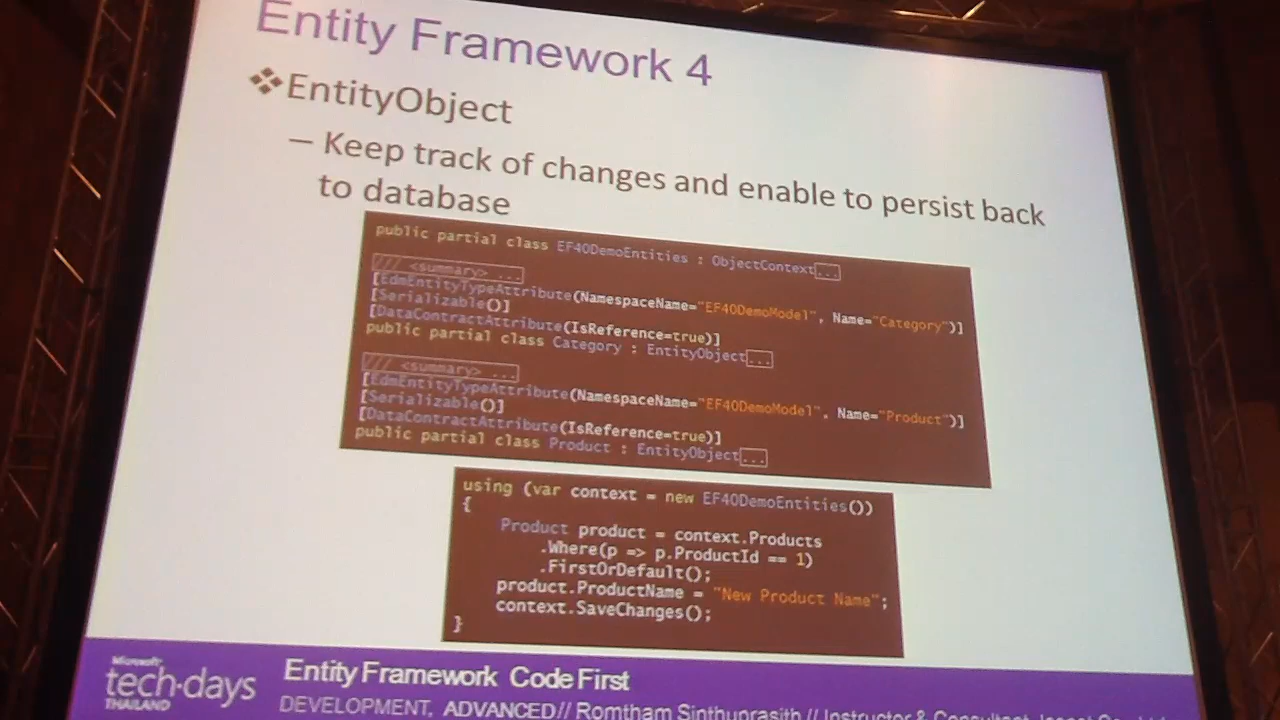 Entity Framework 4
EntityObject
– Keep track of changes and enable to persist back
to database
public partial class EF40DemoEntities : ObjectContext...
/// <summary> ...
[EdmEntityTypeAttribute(NamespaceName="EF40DemoModel", Name="Category")]
[Serializable()]
[DataContractAttribute(IsReference=true)]
public partial class Category : EntityObject...
/// <summary> ...
[EdmEntityTypeAttribute(NamespaceName="EF40DemoModel", Name="Product")]
[Serializable()]
[DataContractAttribute(IsReference=true)]
public partial class Product : EntityObject...
using (var context = new EF40DemoEntities())
{
Product product = context.Products
.Where(p => p.ProductId == 1)
.FirstOrDefault();
product.ProductName = "New Product Name";
context.SaveChanges();
}
Microsoft
tech·days
THAILAND
Entity Framework Code First
DEVELOPMENT, ADVANCED // Romtham Sinthuprasith // Instructor & Consultant,